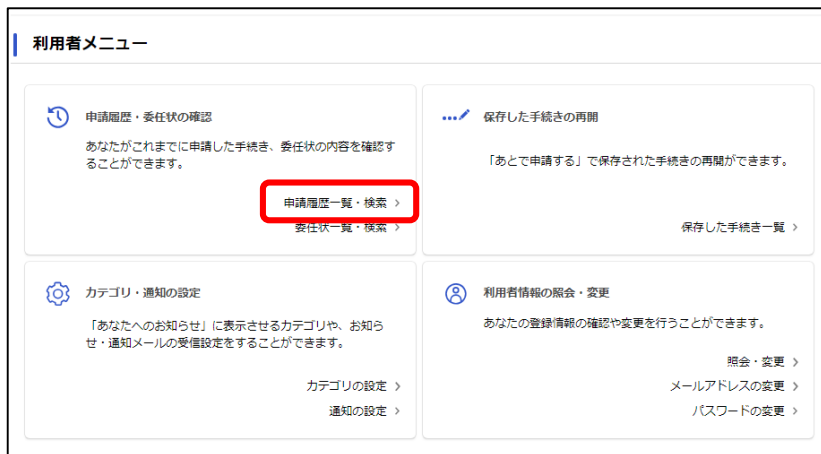 利用者メニュー
申請履歴・委任状の確認
あなたがこれまでに申請した手続き、委任状の内容を確認す
ることができます。
申請履歴一覧・検索
委任状一覧・検索
保存した手続きの再開
「あとで申請する」で保存された手続きの再開ができます。
保存した手続き一覧
カテゴリ・通知の設定
「あなたへのお知らせ」に表示させるカテゴリや、お知ら
せ・通知メールの受信設定をすることができます。
カテゴリの設定
通知の設定
利用者情報の照会・変更
あなたの登録情報の確認や変更を行うことができます。
照会・変更
メールアドレスの変更
パスワードの変更